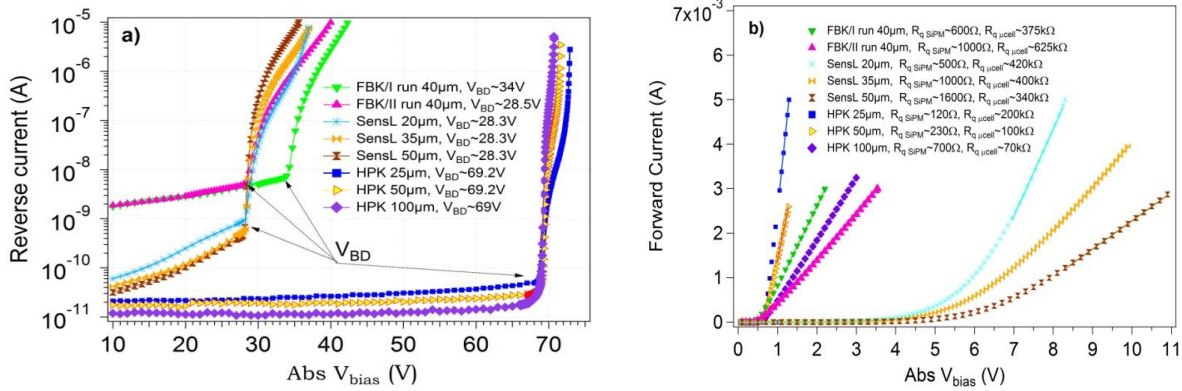 a)
Reverse current (A)
10⁻⁵
10⁻⁶
10⁻⁷
10⁻⁸
10⁻⁹
10⁻¹⁰
10⁻¹¹
FBK/I run 40µm, V_BD~34V
FBK/II run 40µm, V_BD~28.5V
SensL 20µm, V_BD~28.3V
SensL 35µm, V_BD~28.3V
SensL 50µm, V_BD~28.3V
HPK 25µm, V_BD~69.2V
HPK 50µm, V_BD~69.2V
HPK 100µm, V_BD~69V
V_BD
10 20 30 40 50 60 70
Abs V_bias (V)
b)
Forward Current (A)
7x10⁻³
6
5
4
3
2
1
0
FBK/I run 40µm, R_q SiPM~600Ω, R_q µcell~375kΩ
FBK/II run 40µm, R_q SiPM~1000Ω, R_q µcell~625kΩ
SensL 20µm, R_q SiPM~500Ω, R_q µcell~420kΩ
SensL 35µm, R_q SiPM~1000Ω, R_q µcell~400kΩ
SensL 50µm, R_q SiPM~1600Ω, R_q µcell~340kΩ
HPK 25µm, R_q SiPM~120Ω, R_q µcell~200kΩ
HPK 50µm, R_q SiPM~230Ω, R_q µcell~100kΩ
HPK 100µm, R_q SiPM~700Ω, R_q µcell~70kΩ
0 1 2 3 4 5 6 7 8 9 10 11
Abs V_bias (V)